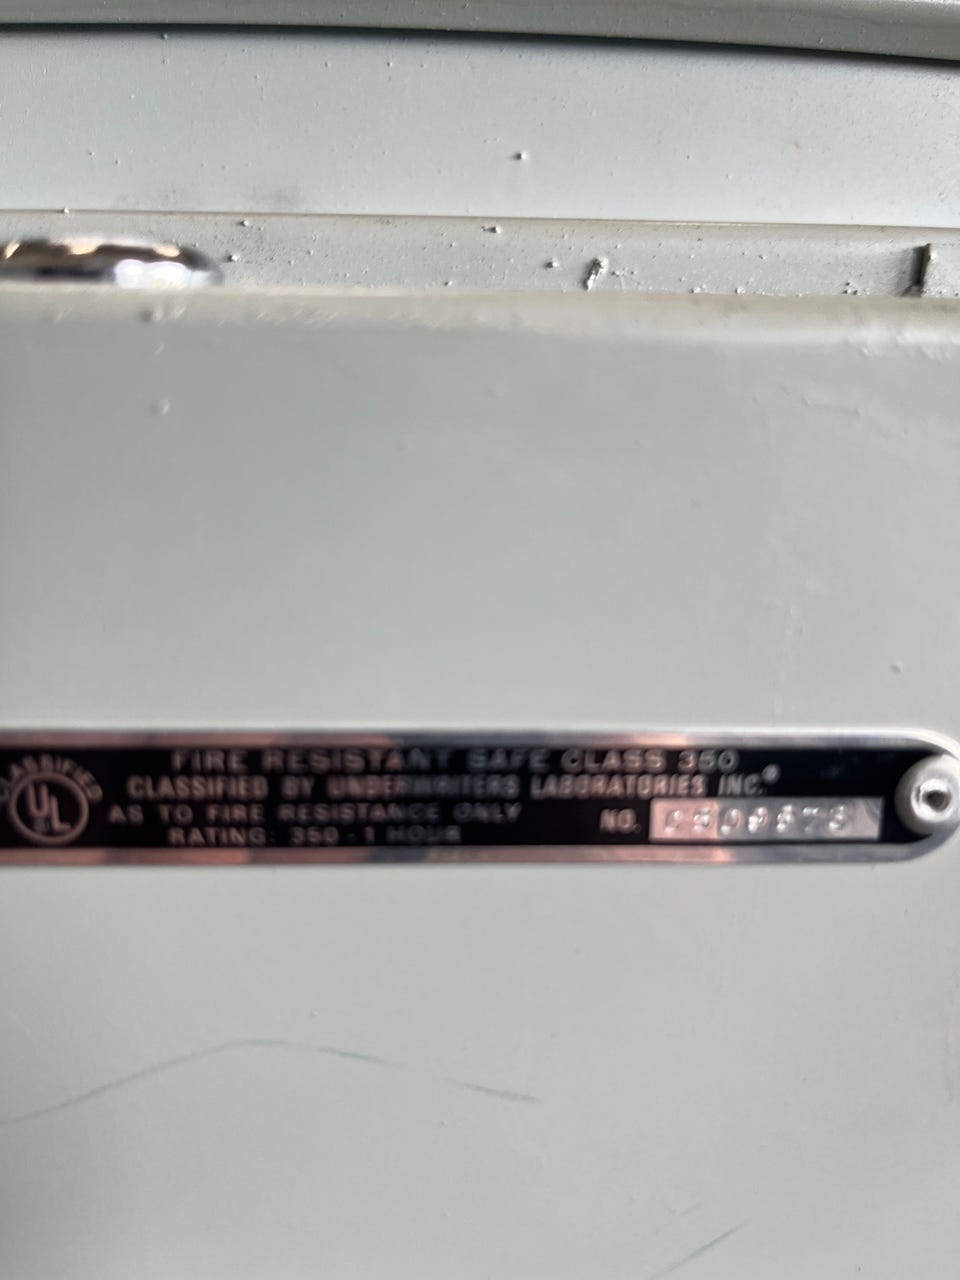 CLASSIFIED
UL
FIRE RESISTANT SAFE CLASS 350
CLASSIFIED BY UNDERWRITERS LABORATORIES INC.®
AS TO FIRE RESISTANCE ONLY
RATING: 350 - 1 HOUR
NO.